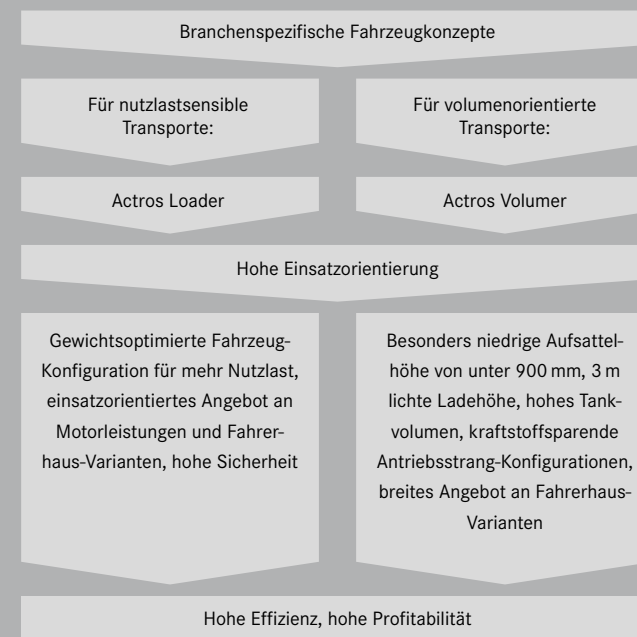 Branchenspezifische Fahrzeugkonzepte
Für nutzlastsensible
Transporte:
Für volumenorientierte
Transporte:
Actros Loader
Actros Volumer
Hohe Einsatzorientierung
Gewichtsoptimierte Fahrzeug-
Konfiguration für mehr Nutzlast,
einsatzorientiertes Angebot an
Motorleistungen und Fahrer-
haus-Varianten, hohe Sicherheit
Besonders niedrige Aufsattel-
höhe von unter 900 mm, 3 m
lichte Ladehöhe, hohes Tank-
volumen, kraftstoffsparende
Antriebsstrang-Konfigurationen,
breites Angebot an Fahrerhaus-
Varianten
Hohe Effizienz, hohe Profitabilität